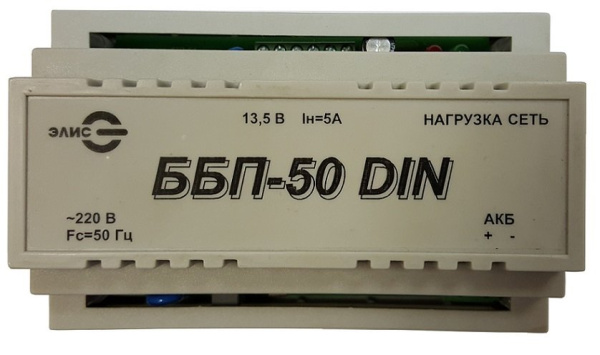 ЭЛИС
13,5 В Iн=5А
НАГРУЗКА СЕТЬ
ББП-50 DIN
~220 В
Fc=50 Гц
АКБ
+ -